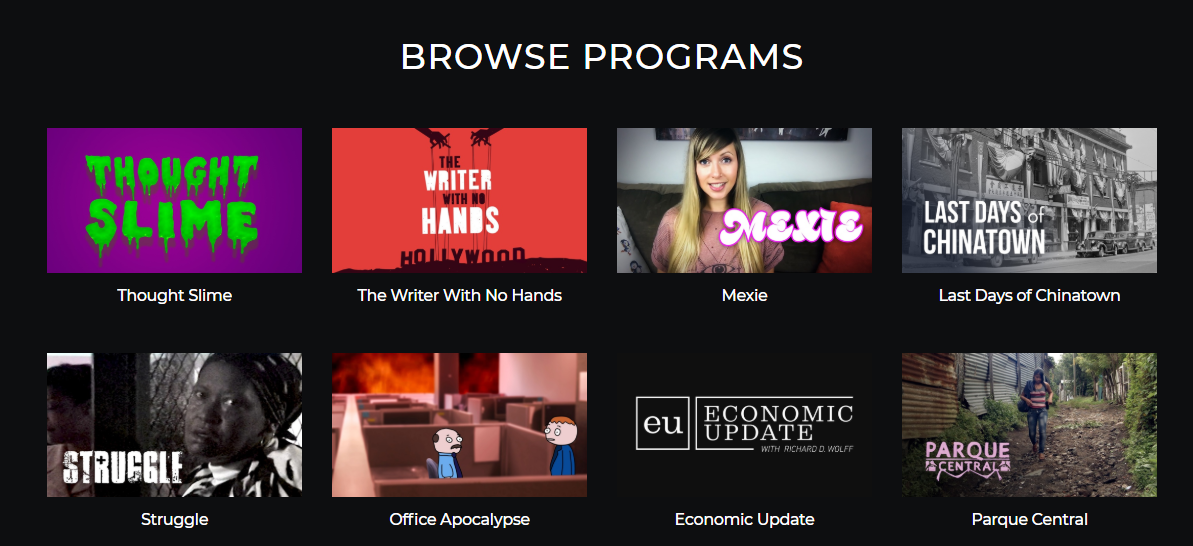 BROWSE PROGRAMS
THOUGHT
SLIME
Thought Slime
THE
WRITER
WITH NO
HANDS
HOLLYWOOD
The Writer With No Hands
MEXIE
Mexie
LAST DAYS of
CHINATOWN
Last Days of Chinatown
STRUGGLE
Struggle
Office Apocalypse
eu
ECONOMIC
UPDATE
WITH RICHARD D. WOLFF
Economic Update
PARQUE
CENTRAL
Parque Central